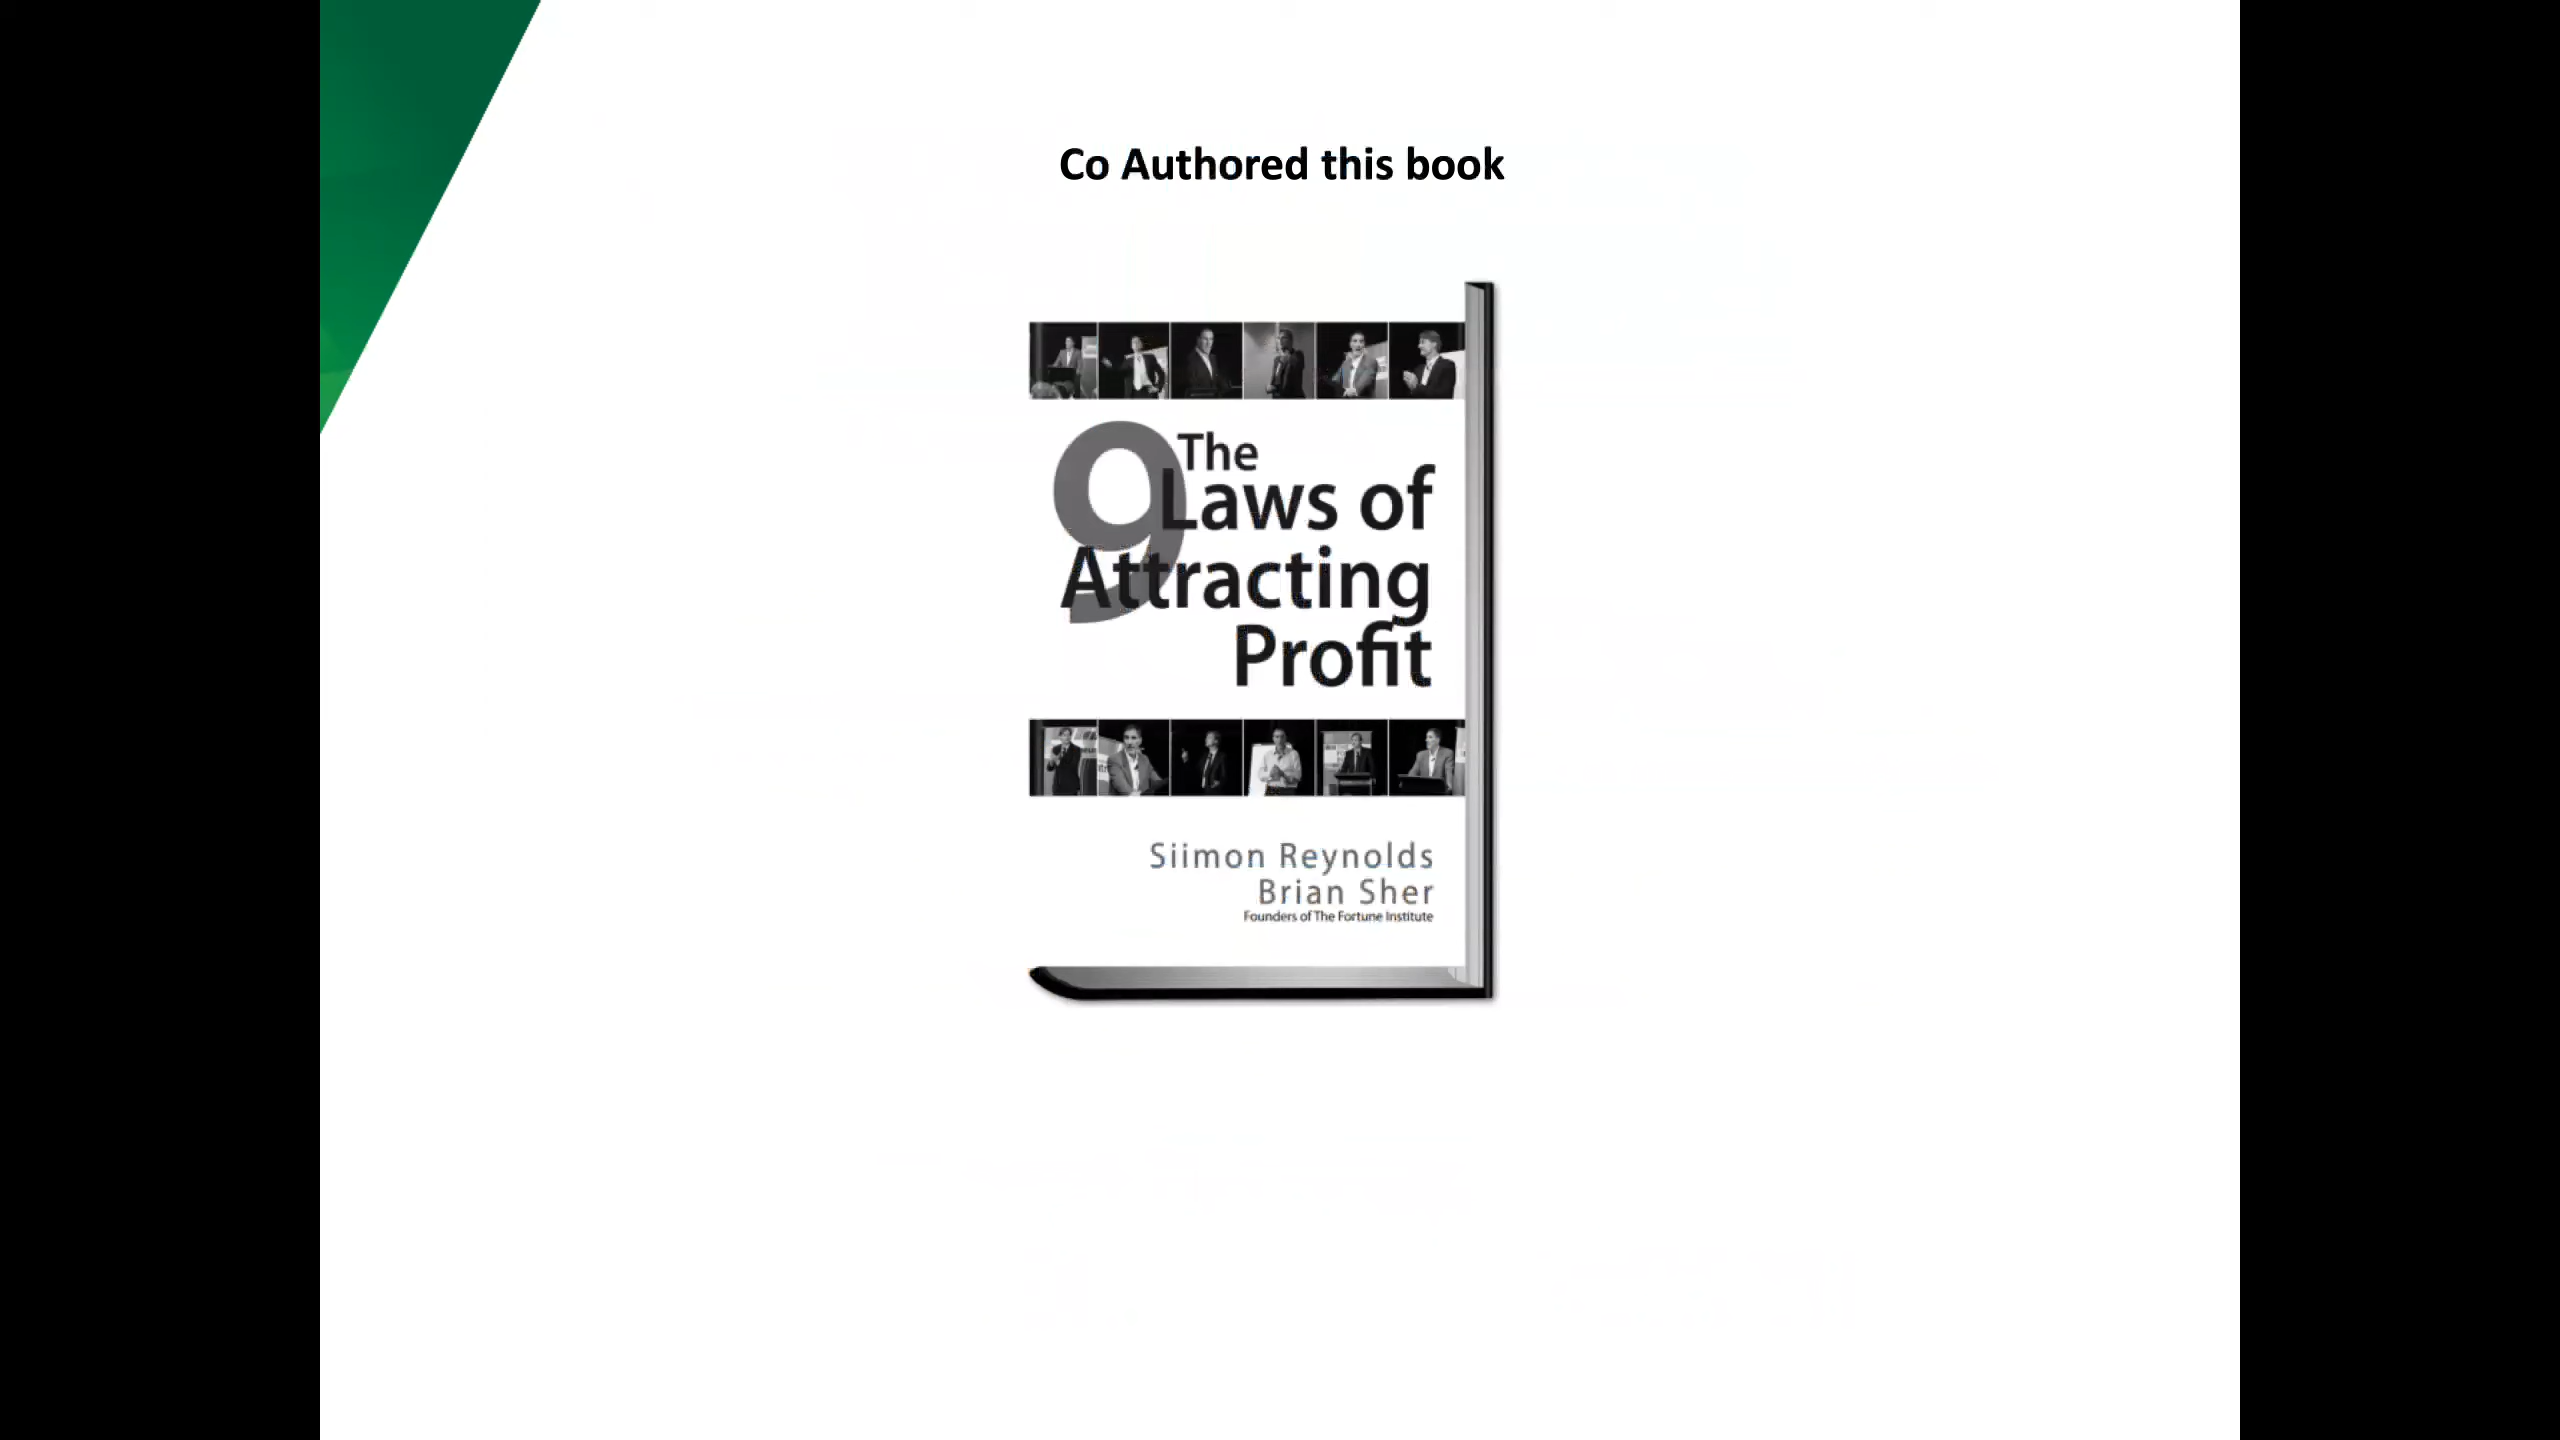 Co Authored this book
The
9 Laws of
Attracting
Profit
Siimon Reynolds
Brian Sher
Founders of The Fortune Institute